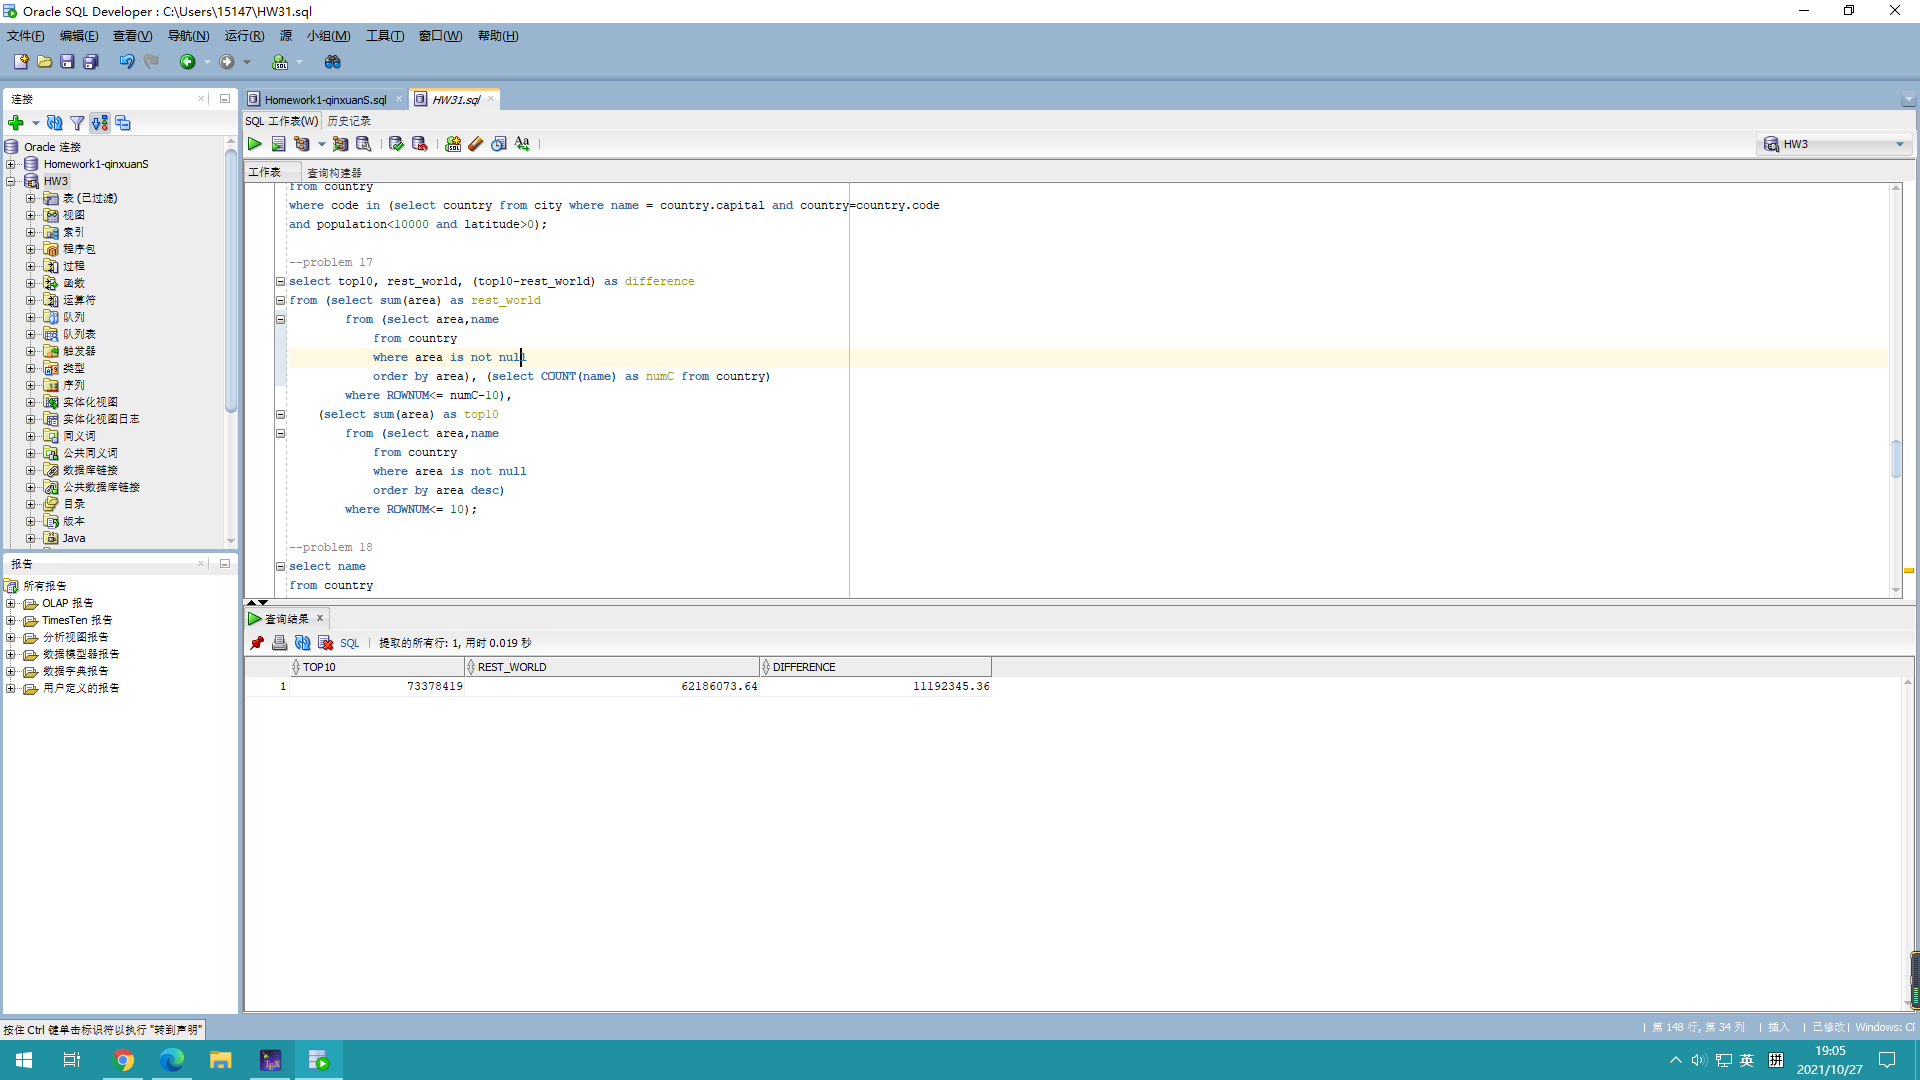 Oracle SQL Developer : C:\Users\15147\HW31.sql
文件(F) 编辑(E) 查看(V) 导航(N) 运行(R) 源 小组(M) 工具(T) 窗口(W) 帮助(H)
连接
Oracle 连接
Homework1-qinxuanS
HW3
表 (已过滤)
视图
索引
程序包
过程
函数
运算符
队列
队列表
触发器
类型
序列
实体化视图
实体化视图日志
同义词
公共同义词
数据库链接
公共数据库链接
目录
版本
Java
报告
所有报告
OLAP 报告
TimesTen 报告
分析视图报告
数据模型器报告
数据字典报告
用户定义的报告
Homework1-qinxuanS.sql HW31.sql
SQL 工作表(W) 历史记录
HW3
工作表 查询构建器
from country
where code in (select country from city where name = country.capital and country=country.code
and population<10000 and latitude>0);
--problem 17
select top10, rest_world, (top10-rest_world) as difference
from (select sum(area) as rest_world
from (select area,name
from country
where area is not null
order by area), (select COUNT(name) as numC from country)
where ROWNUM<= numC-10),
(select sum(area) as top10
from (select area,name
from country
where area is not null
order by area desc)
where ROWNUM<= 10);
--problem 18
select name
from country
查询结果
SQL 提取的所有行: 1, 用时 0.019 秒
TOP10 REST_WORLD DIFFERENCE
1 73378419 62186073.64 11192345.36
按住 Ctrl 键单击标识符以执行 "转到声明"
第 148 行, 第 34 列 插入 已修改 Windows: CR
英 拼
19:05
2021/10/27